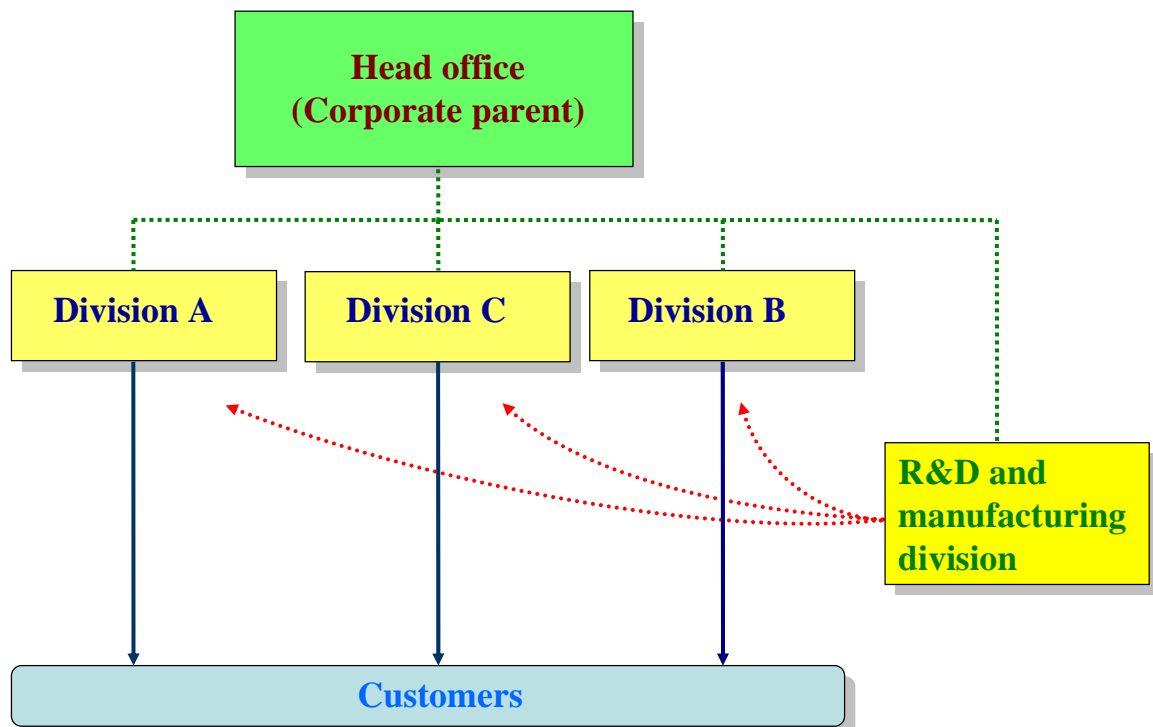 Head office
(Corporate parent)
Division A
Division C
Division B
R&D and
manufacturing
division
Customers